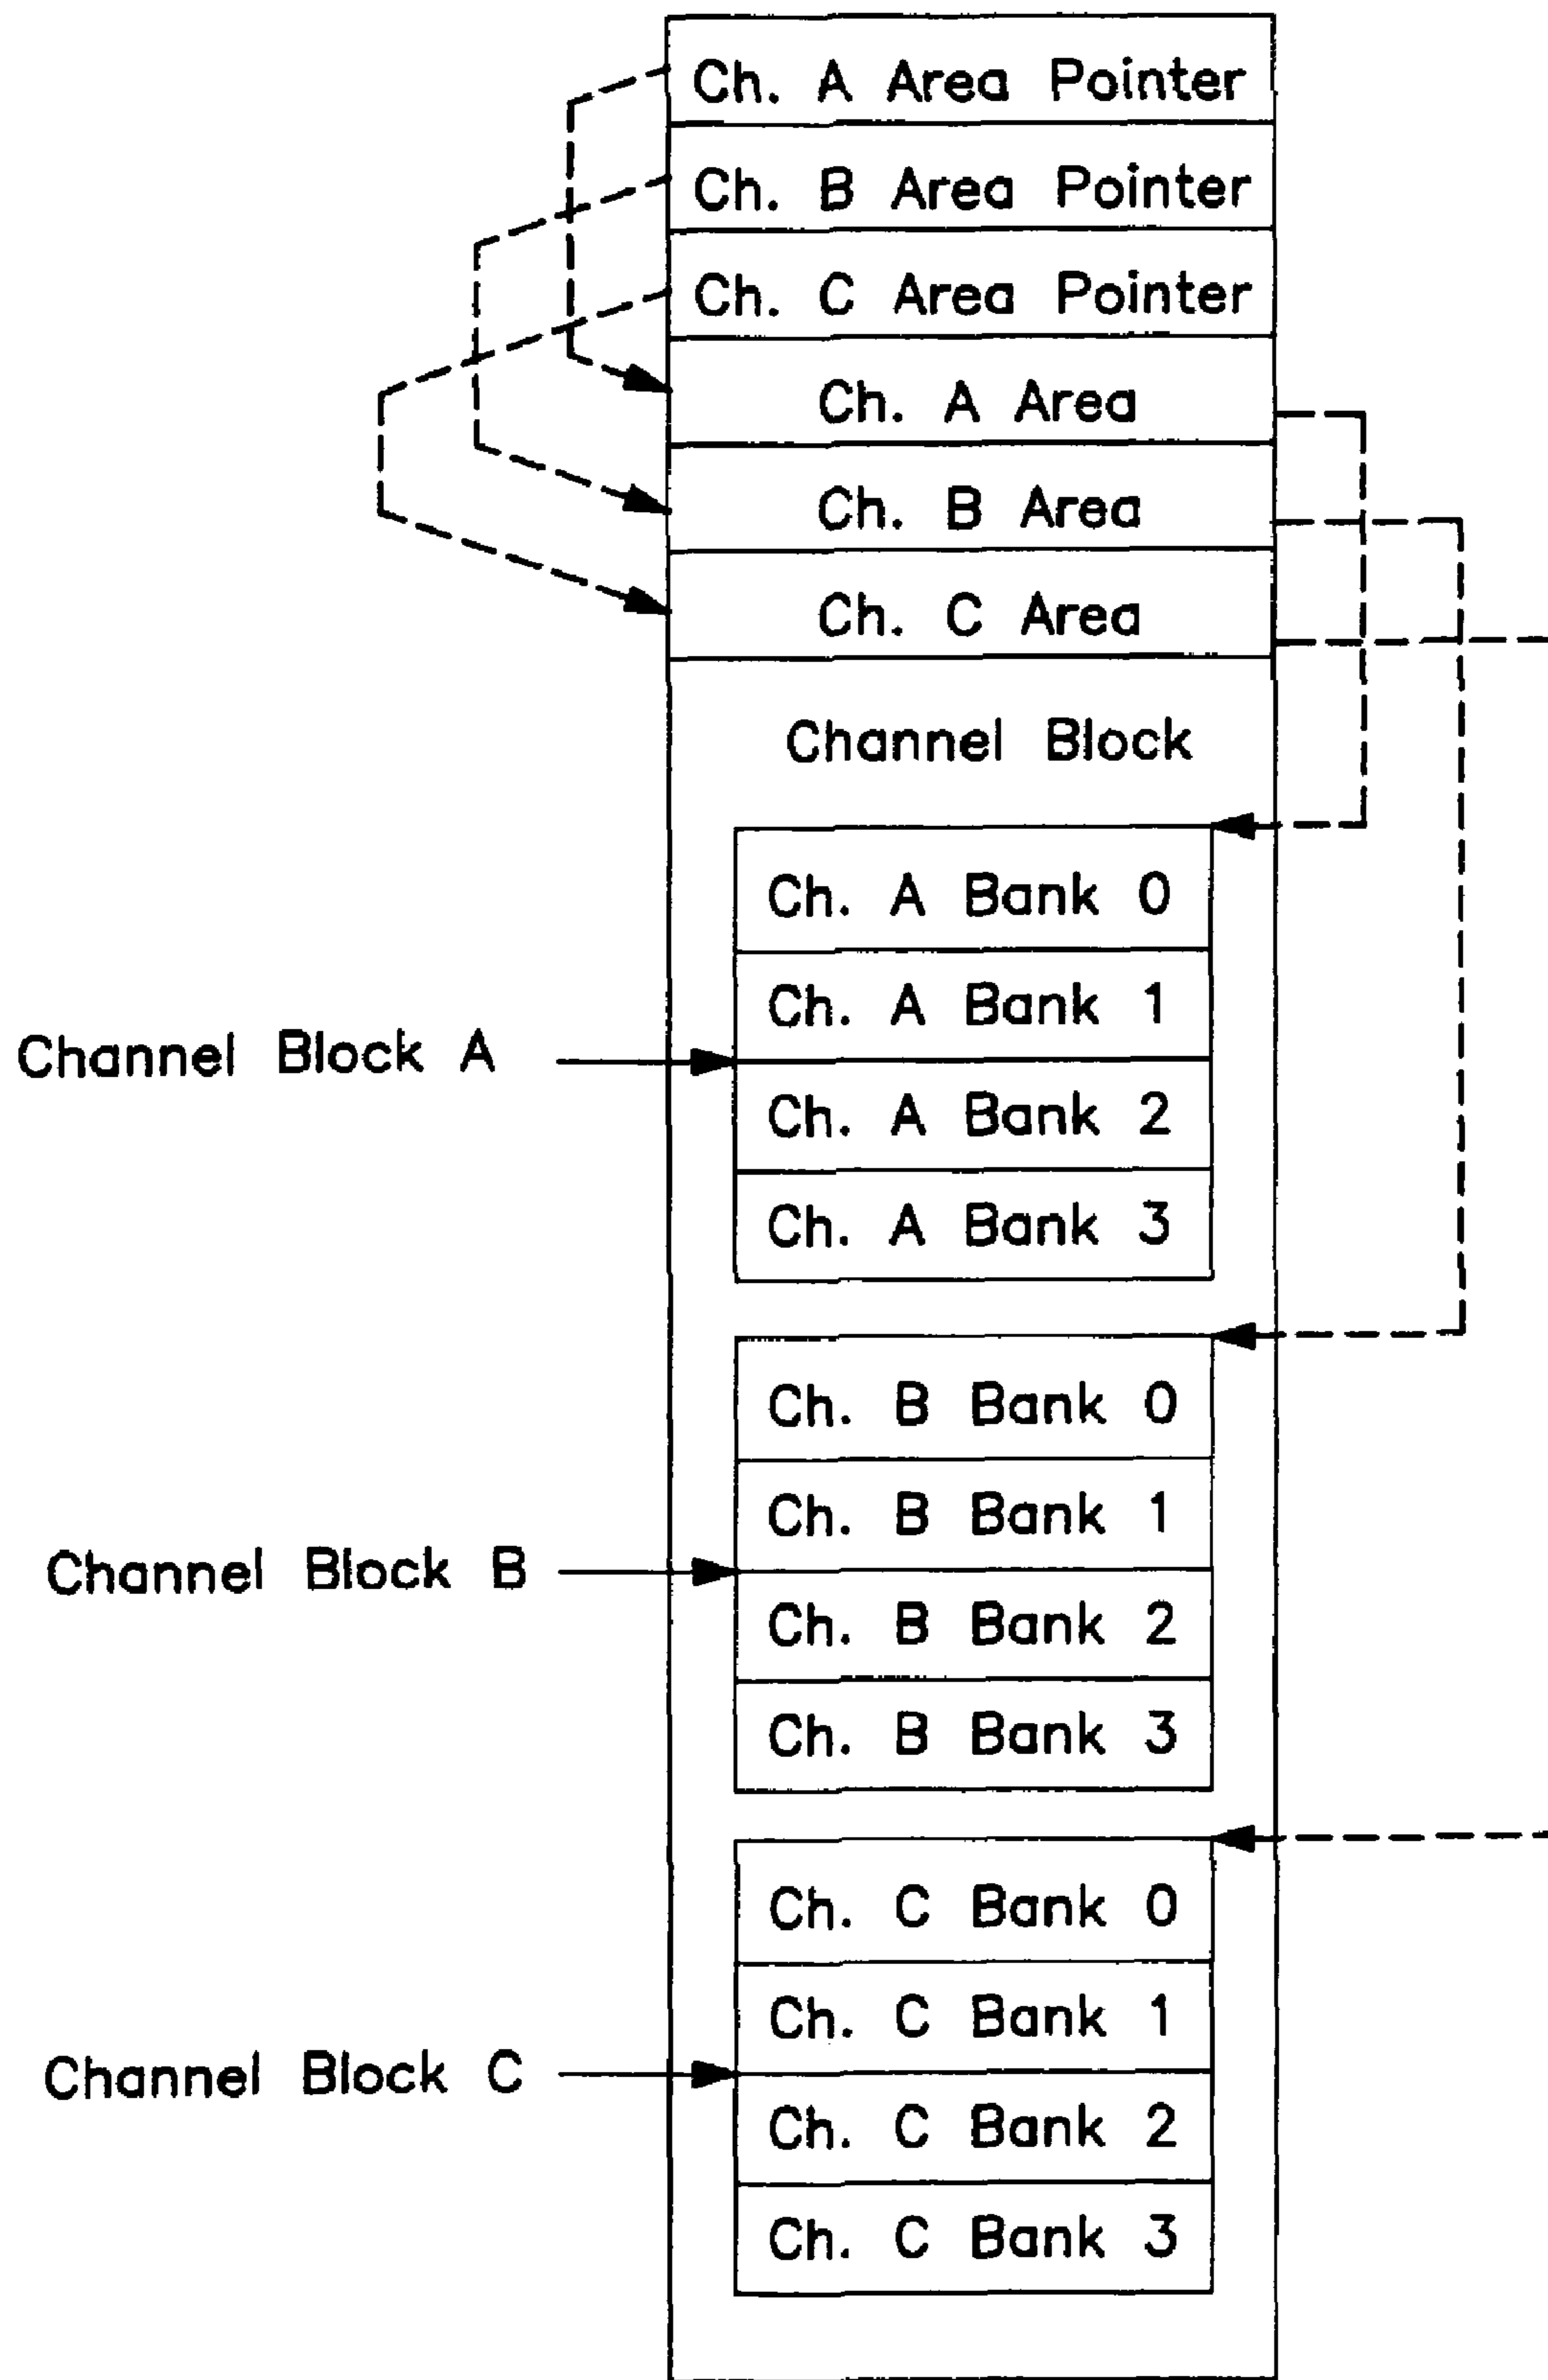 Ch. A Area Pointer
Ch. B Area Pointer
Ch. C Area Pointer
Ch. A Area
Ch. B Area
Ch. C Area
Channel Block
Ch. A Bank 0
Ch. A Bank 1
Channel Block A
Ch. A Bank 2
Ch. A Bank 3
Ch. B Bank 0
Ch. B Bank 1
Channel Block B
Ch. B Bank 2
Ch. B Bank 3
Ch. C Bank 0
Ch. C Bank 1
Channel Block C
Ch. C Bank 2
Ch. C Bank 3